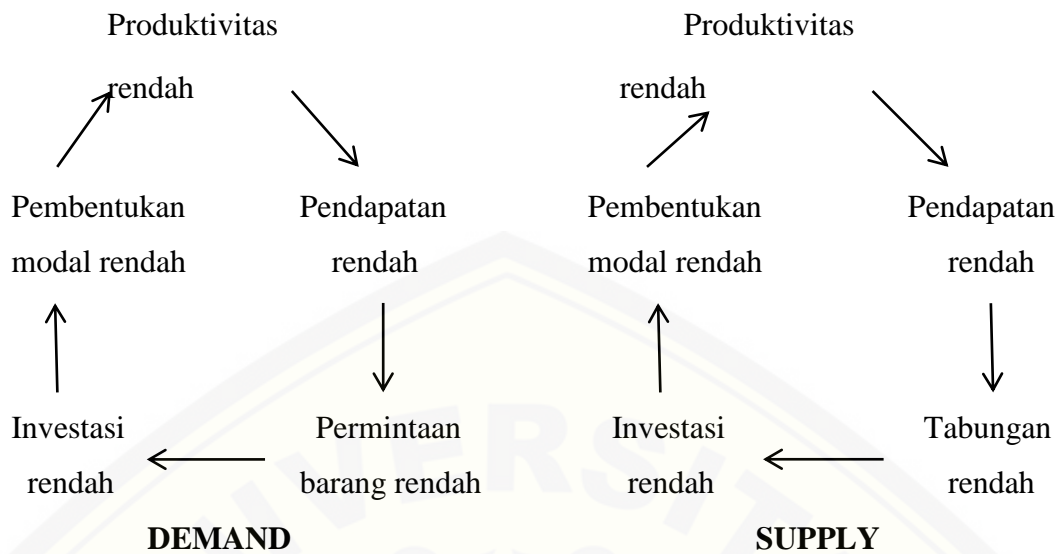 Produktivitas
rendah
Pembentukan
modal rendah
Pendapatan
rendah
Investasi
rendah
Permintaan
barang rendah
DEMAND
Produktivitas
rendah
Pembentukan
modal rendah
Pendapatan
rendah
Investasi
rendah
Tabungan
rendah
SUPPLY